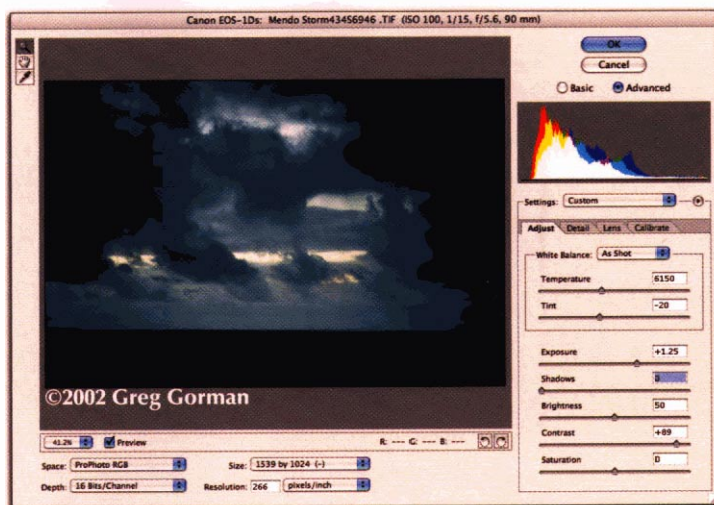 Canon EOS-1Ds: Mendo Storm434S6946 .TIF (ISO 100, 1/15, f/5.6, 90 mm)
OK
Cancel
Basic Advanced
Settings: Custom
Adjust Detail Lens Calibrate
White Balance: As Shot
Temperature 6150
Tint -20
Exposure +1.25
Shadows
Brightness 50
Contrast +89
Saturation 0
©2002 Greg Gorman
41.2% Preview R: --- G: --- B: ---
Space: ProPhoto RGB Size: 1539 by 1024 (-)
Depth: 16 Bits/Channel Resolution: 266 pixels/inch